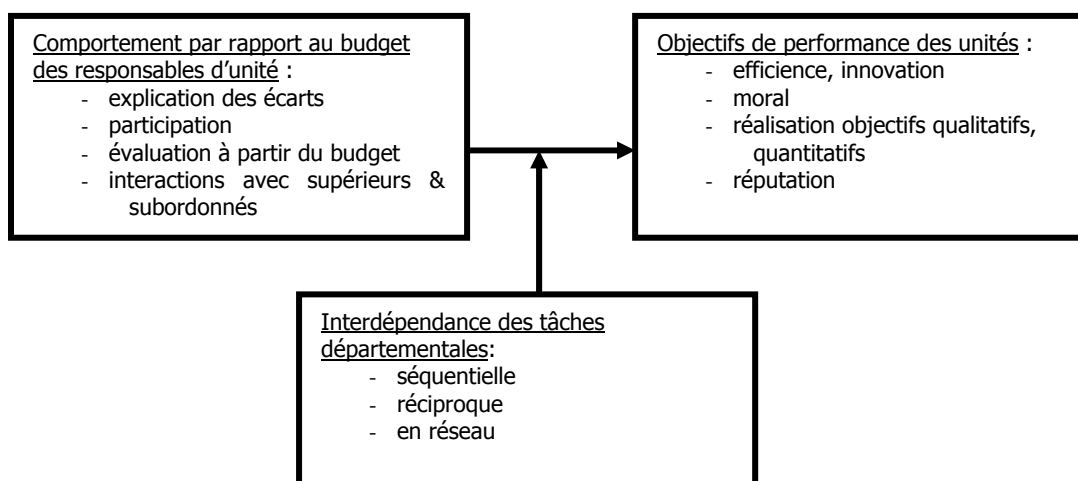 Comportement par rapport au budget
des responsables d'unité :
- explication des écarts
- participation
- évaluation à partir du budget
- interactions avec supérieurs &
subordonnés
Objectifs de performance des unités :
- efficience, innovation
- moral
- réalisation objectifs qualitatifs,
quantitatifs
- réputation
Interdépendance des tâches
départementales:
- séquentielle
- réciproque
- en réseau